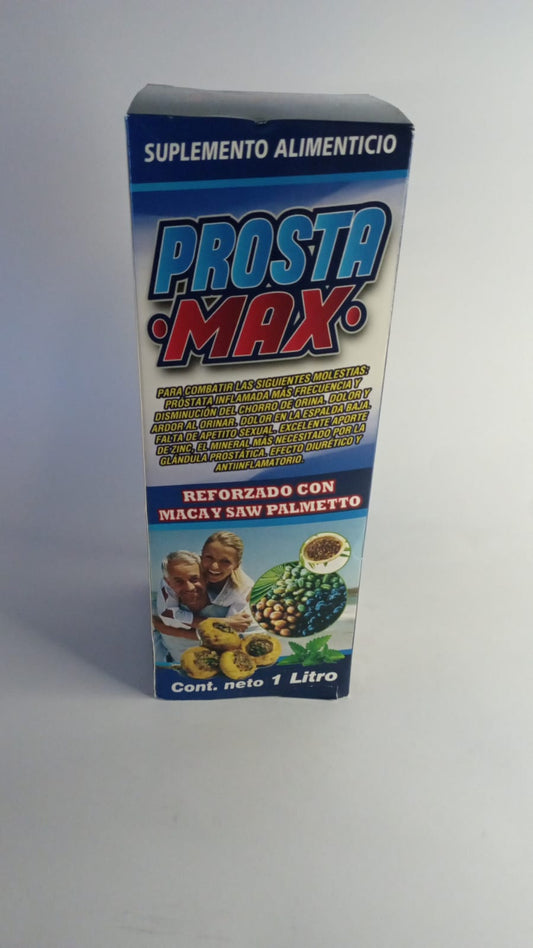 SUPLEMENTO ALIMENTICIO
PROSTA
MAX
PARA COMBATIR LAS SIGUIENTES MOLESTIAS:
PRÓSTATA INFLAMADA MÁS FRECUENCIA Y
DISMINUCIÓN DEL CHORRO DE ORINA. DOLOR Y
ARDOR AL ORINAR. DOLOR EN LA ESPALDA BAJA.
FALTA DE APETITO SEXUAL. EXCELENTE APORTE
DE ZINC, EL MINERAL MÁS NECESITADO POR LA
GLÁNDULA PROSTÁTICA. EFECTO DIURÉTICO Y
ANTIINFLAMATORIO.
REFORZADO CON
MACA Y SAW PALMETTO
Cont. neto 1 Litro